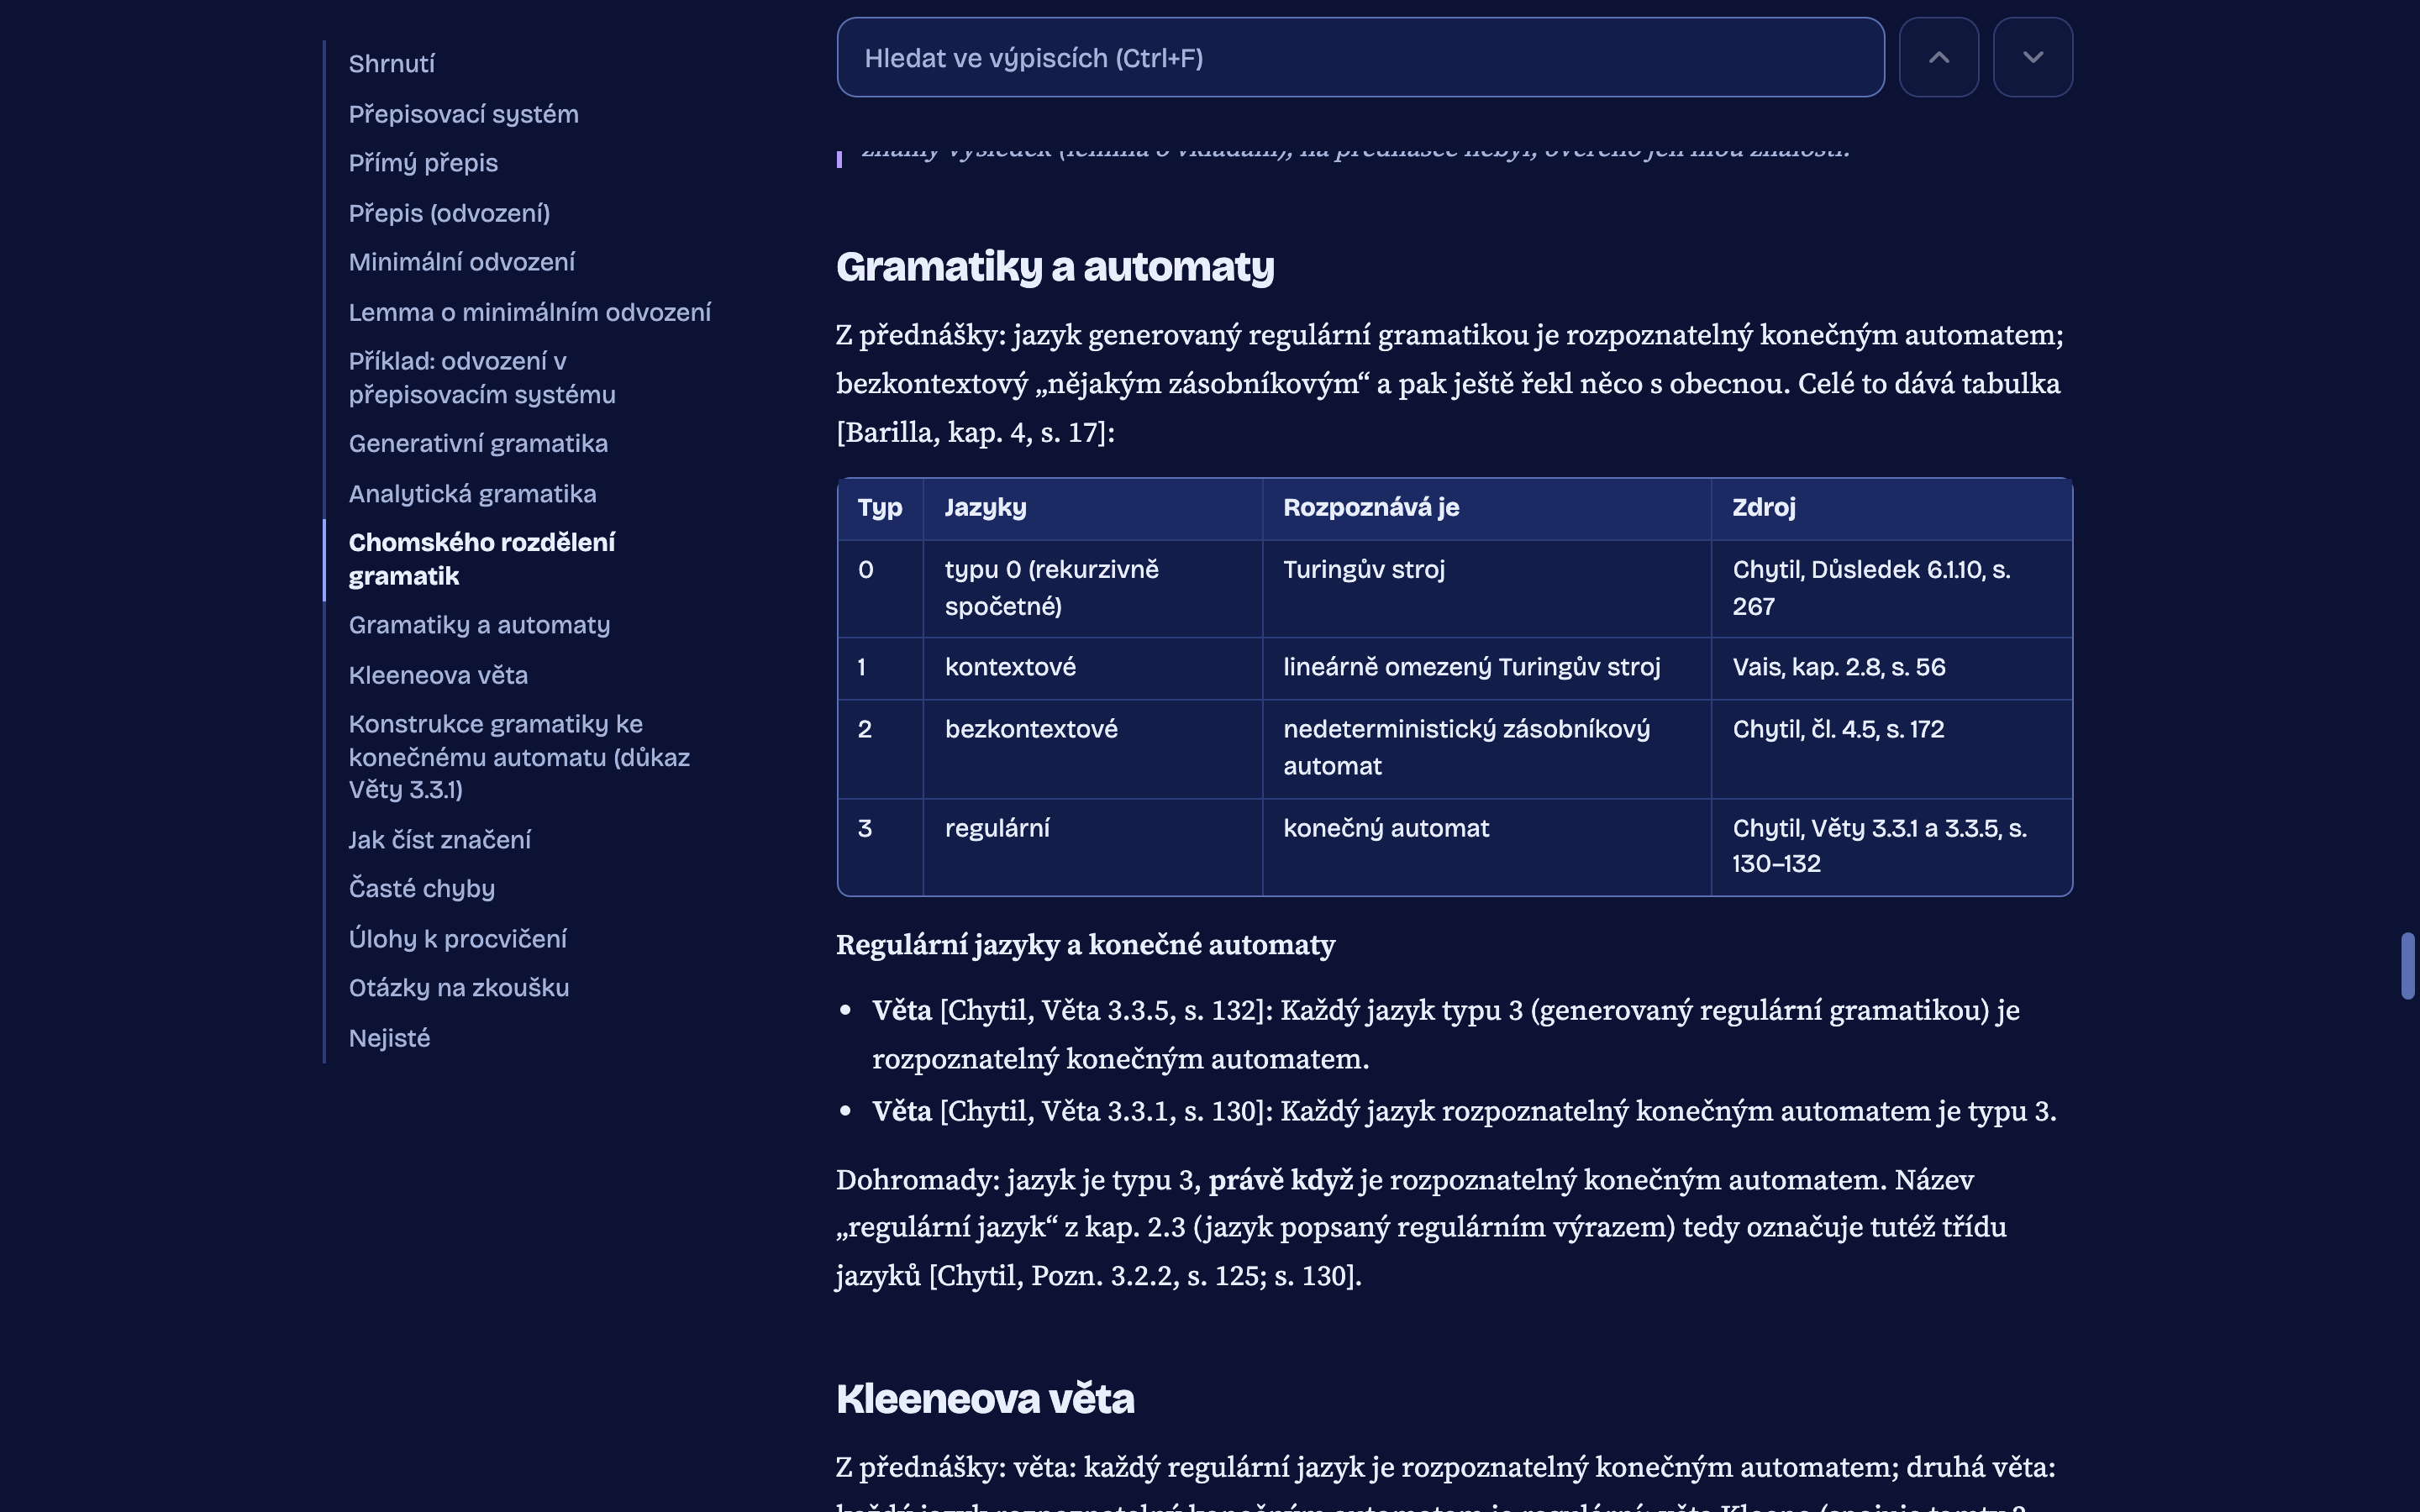 Shrnutí
Přepisovací systém
Přímý přepis
Přepis (odvození)
Minimální odvození
Lemma o minimálním odvození
Příklad: odvození v
přepisovacím systému
Generativní gramatika
Analytická gramatika
Chomského rozdělení
gramatik
Gramatiky a automaty
Kleeneova věta
Konstrukce gramatiky ke
konečnému automatu (důkaz
Věty 3.3.1)
Jak číst značení
Časté chyby
Úlohy k procvičení
Otázky na zkoušku
Nejisté
Hledat ve výpiscích (Ctrl+F)
známý výsledek (lemma o vkládání), na přednášce nebyl, ověřeno jen mou znalostí.
Gramatiky a automaty
Z přednášky: jazyk generovaný regulární gramatikou je rozpoznatelný konečným automatem;
bezkontextový „nějakým zásobníkovým“ a pak ještě řekl něco s obecnou. Celé to dává tabulka
[Barilla, kap. 4, s. 17]:
Typ Jazyky Rozpoznává je Zdroj
0 typu 0 (rekurzivně Turingův stroj Chytil, Důsledek 6.1.10, s.
spočetné) 267
1 kontextové lineárně omezený Turingův stroj Vais, kap. 2.8, s. 56
2 bezkontextové nedeterministický zásobníkový Chytil, čl. 4.5, s. 172
automat
3 regulární konečný automat Chytil, Věty 3.3.1 a 3.3.5, s.
130–132
Regulární jazyky a konečné automaty
• Věta [Chytil, Věta 3.3.5, s. 132]: Každý jazyk typu 3 (generovaný regulární gramatikou) je
rozpoznatelný konečným automatem.
• Věta [Chytil, Věta 3.3.1, s. 130]: Každý jazyk rozpoznatelný konečným automatem je typu 3.
Dohromady: jazyk je typu 3, právě když je rozpoznatelný konečným automatem. Název
„regulární jazyk“ z kap. 2.3 (jazyk popsaný regulárním výrazem) tedy označuje tutéž třídu
jazyků [Chytil, Pozn. 3.2.2, s. 125; s. 130].
Kleeneova věta
Z přednášky: věta: každý regulární jazyk je rozpoznatelný konečným automatem; druhá věta: